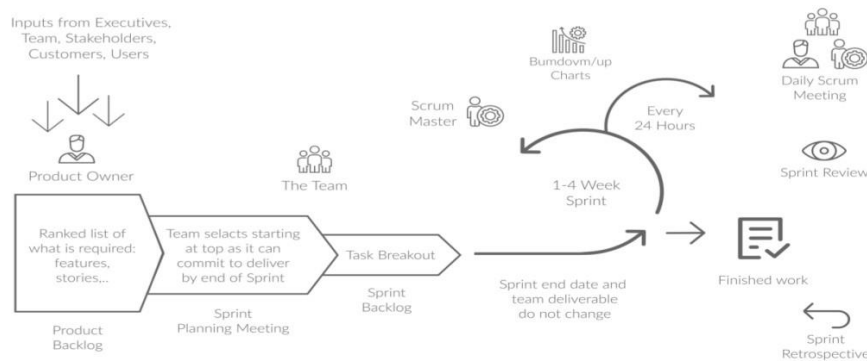 Inputs from Executives,
Team, Stakeholders,
Customers, Users
Product Owner
Ranked list of
what is required:
features,
stories,..
Product
Backlog
The Team
Team selacts starting
at top as it can
commit to deliver
by end of Sprint
Sprint
Planning Meeting
Task Breakout
Sprint
Backlog
Scrum
Master
Bumdovm/up
Charts
Every
24 Hours
1-4 Week
Sprint
Sprint end date and
team deliverable
do not change
Daily Scrum
Meeting
Sprint Review
Finished work
Sprint
Retrospective